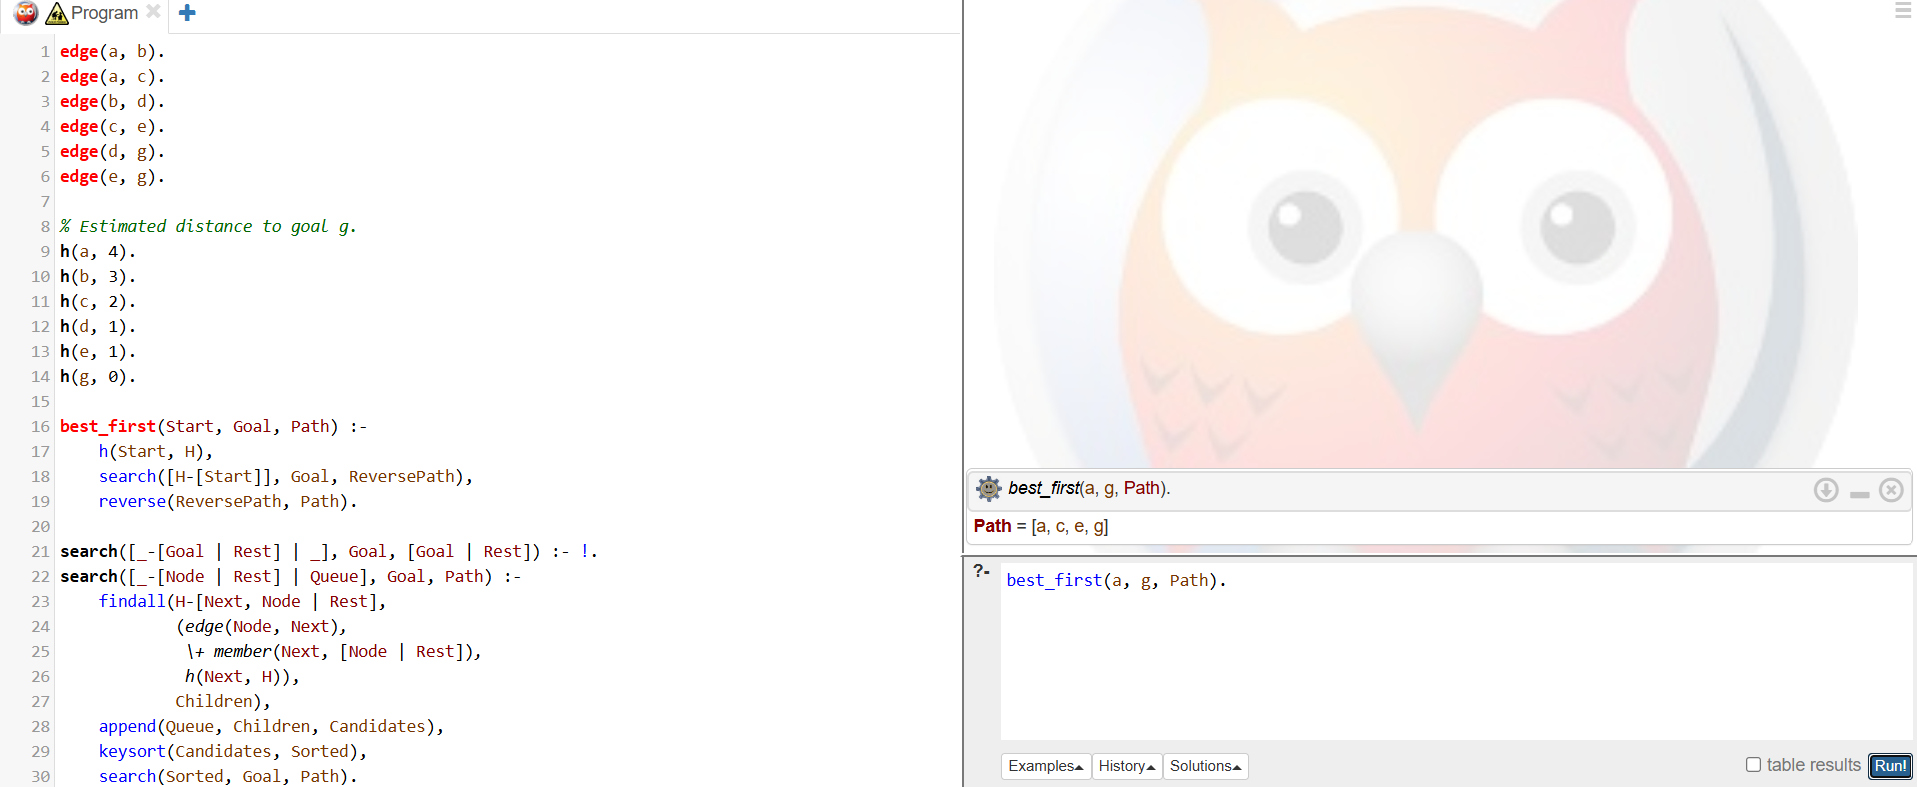 Program
1 edge(a, b).
2 edge(a, c).
3 edge(b, d).
4 edge(c, e).
5 edge(d, g).
6 edge(e, g).
7
8 % Estimated distance to goal g.
9 h(a, 4).
10 h(b, 3).
11 h(c, 2).
12 h(d, 1).
13 h(e, 1).
14 h(g, 0).
15
16 best_first(Start, Goal, Path) :-
17     h(Start, H),
18     search([H-[Start]], Goal, ReversePath),
19     reverse(ReversePath, Path).
20
21 search([_-[Goal | Rest] | _], Goal, [Goal | Rest]) :- !.
22 search([_-[Node | Rest] | Queue], Goal, Path) :-
23     findall(H-[Next, Node | Rest],
24             (edge(Node, Next),
25              \+ member(Next, [Node | Rest]),
26              h(Next, H)),
27             Children),
28     append(Queue, Children, Candidates),
29     keysort(Candidates, Sorted),
30     search(Sorted, Goal, Path).
best_first(a, g, Path).
Path = [a, c, e, g]
?- best_first(a, g, Path).
Examples History Solutions table results Run!